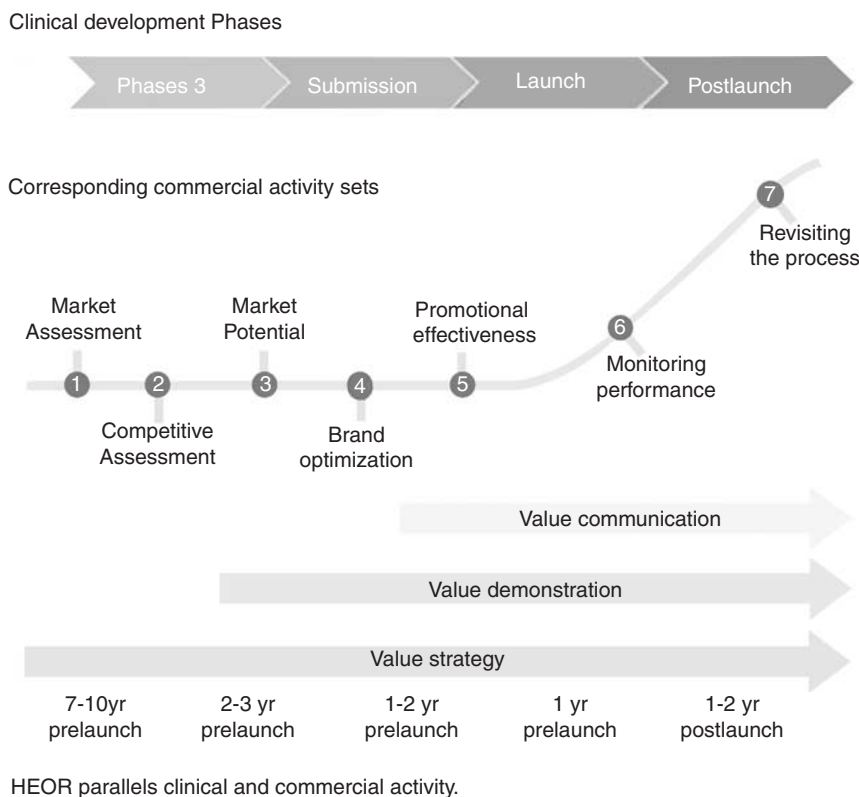 Clinical development Phases
Phases 3
Submission
Launch
Postlaunch
Corresponding commercial activity sets
7
Revisiting
the process
Market
Assessment
Market
Potential
Promotional
effectiveness
6
Monitoring
performance
1
2
3
4
5
Competitive
Assessment
Brand
optimization
Value communication
Value demonstration
Value strategy
7-10yr
prelaunch
2-3 yr
prelaunch
1-2 yr
prelaunch
1 yr
prelaunch
1-2 yr
postlaunch
HEOR parallels clinical and commercial activity.